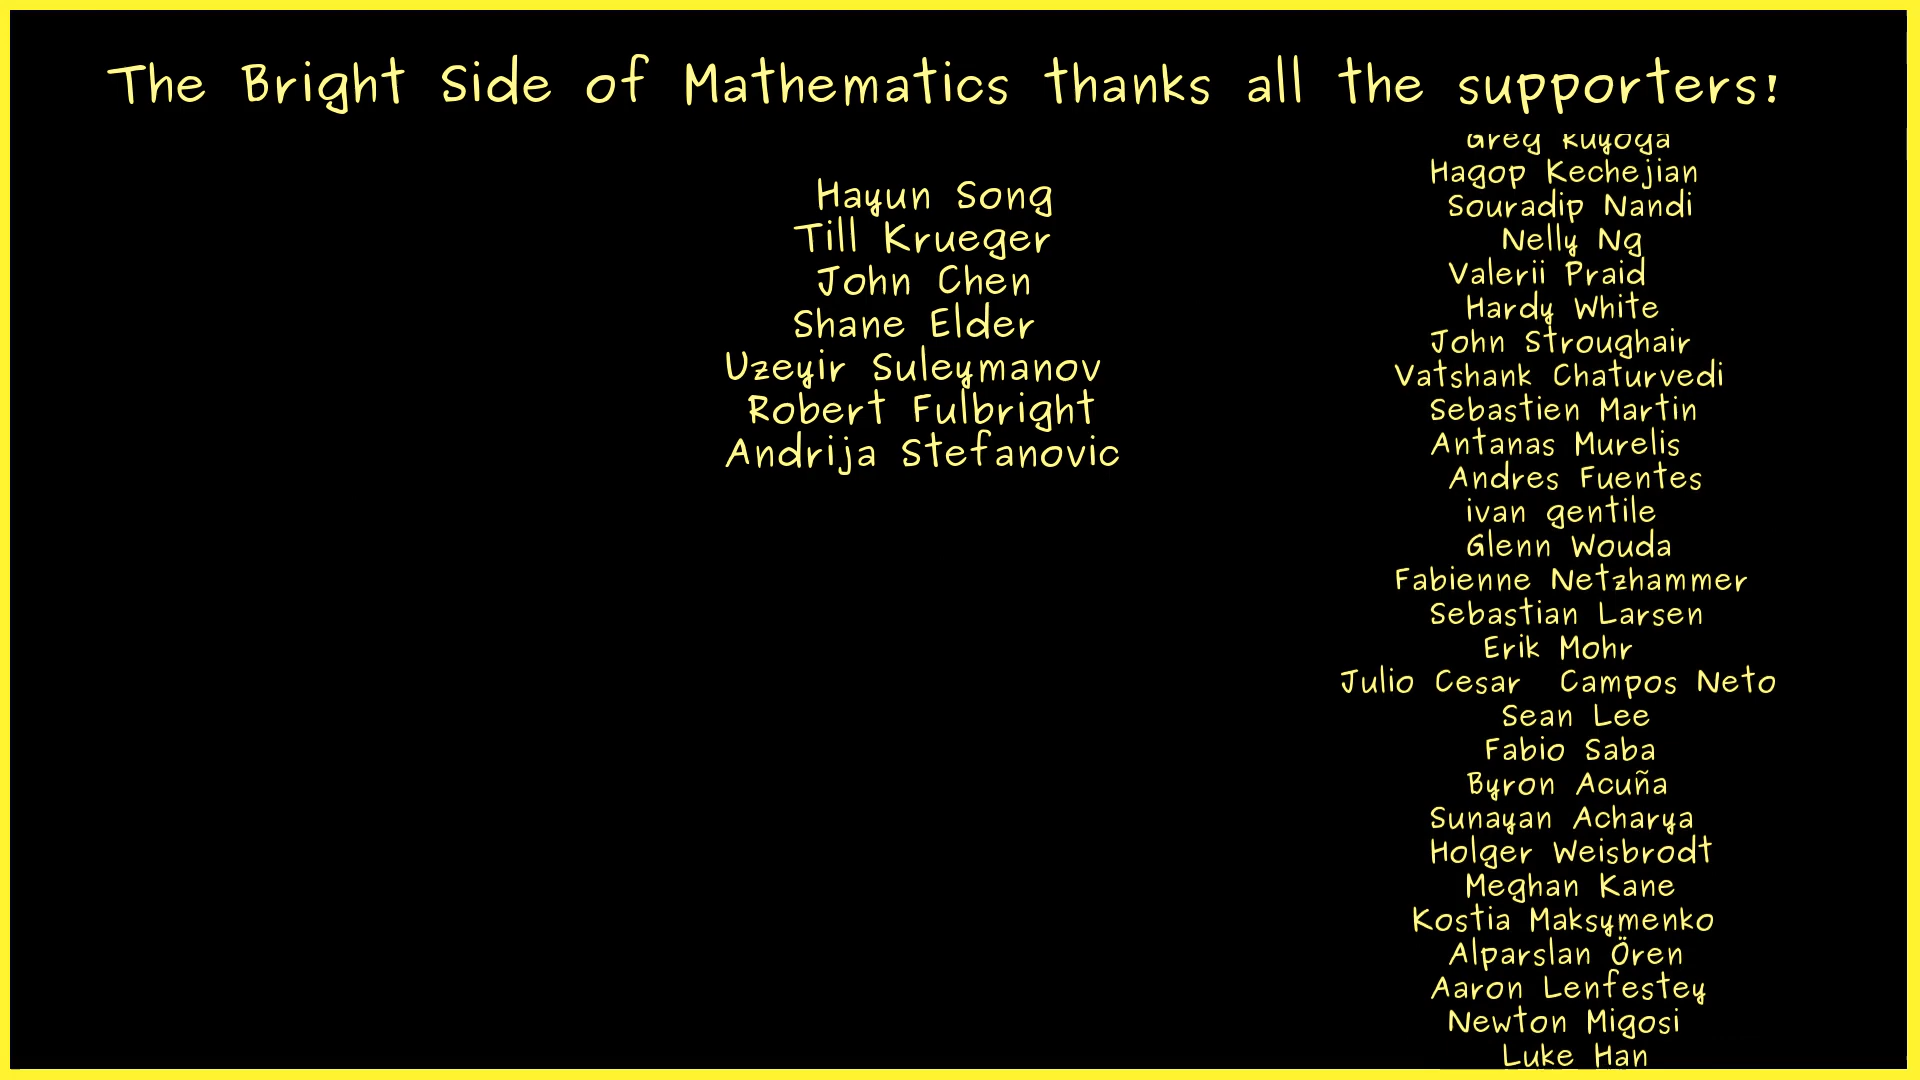 The Bright Side of Mathematics thanks all the supporters!
Hayun Song
Till Krueger
John Chen
Shane Elder
Uzeyir Suleymanov
Robert Fulbright
Andrija Stefanovic
Greg Kuyoga
Hagop Kechejian
Souradip Nandi
Nelly Ng
Valerii Praid
Hardy White
John Stroughair
Vatshank Chaturvedi
Sebastien Martin
Antanas Murelis
Andres Fuentes
ivan gentile
Glenn Wouda
Fabienne Netzhammer
Sebastian Larsen
Erik Mohr
Julio Cesar Campos Neto
Sean Lee
Fabio Saba
Byron Acuña
Sunayan Acharya
Holger Weisbrodt
Meghan Kane
Kostia Maksymenko
Alparslan Ören
Aaron Lenfestey
Newton Migosi
Luke Han